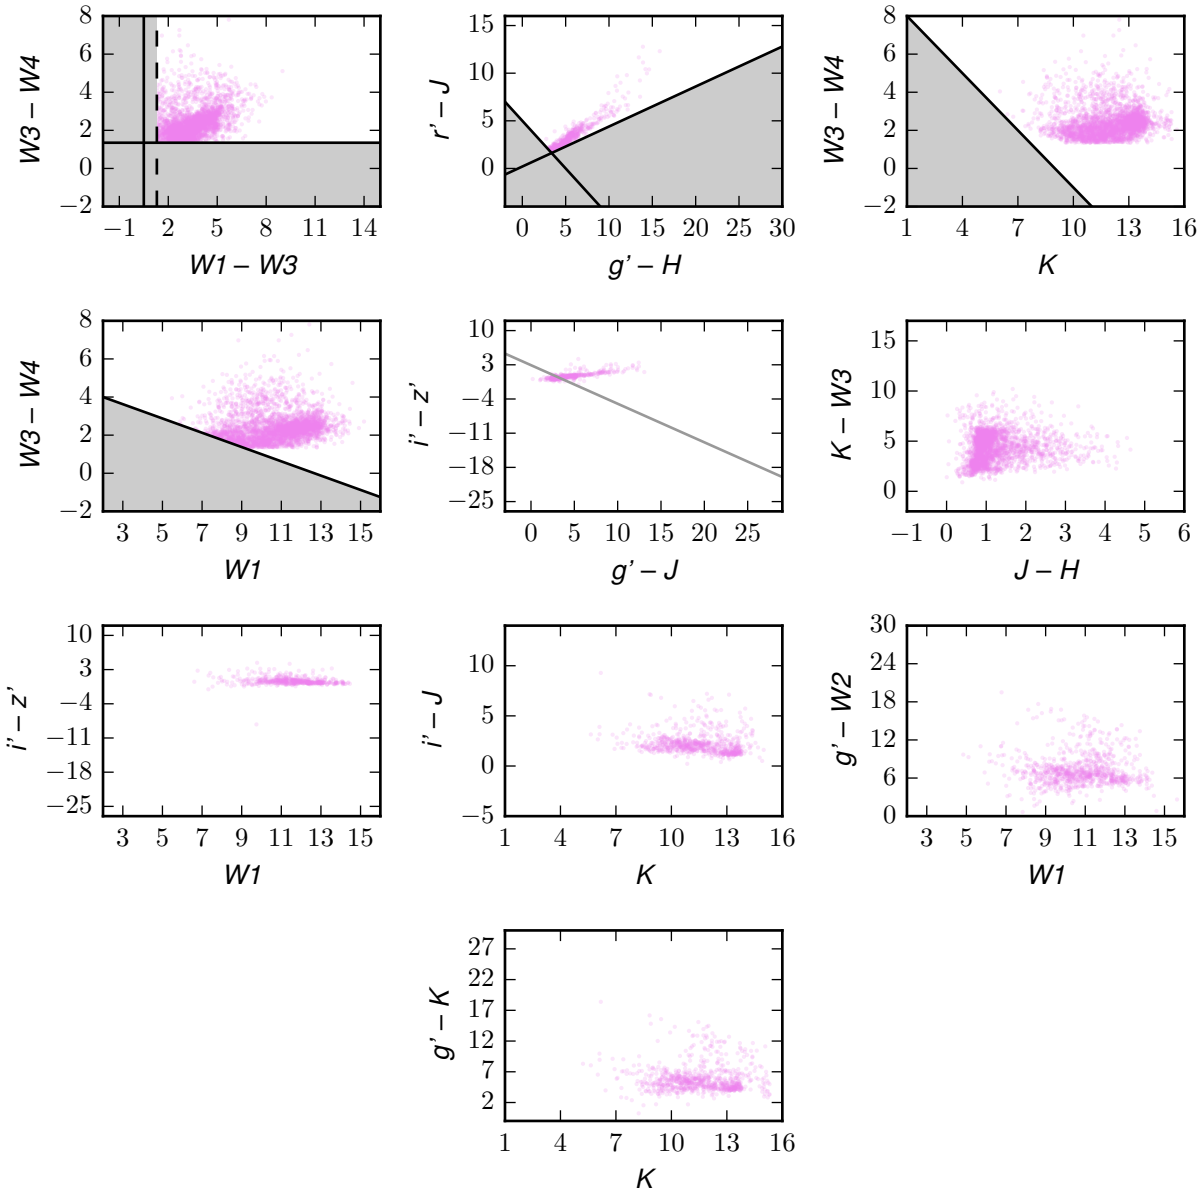 8
6
4
2
0
−2
W3 – W4
−1 2 5 8 11 14
W1 – W3
15
10
5
0
r' – J
0 5 10 15 20 25 30
g' – H
8
6
4
2
0
−2
W3 – W4
1 4 7 10 13 16
K
8
6
4
2
0
−2
W3 – W4
3 5 7 9 11 13 15
W1
10
3
−4
−11
−18
−25
i' – z'
0 5 10 15 20 25
g' – J
15
10
5
0
K – W3
−1 0 1 2 3 4 5 6
J – H
10
3
−4
−11
−18
−25
i' – z'
3 5 7 9 11 13 15
W1
10
5
0
−5
i' – J
1 4 7 10 13 16
K
30
24
18
12
6
0
g' – W2
3 5 7 9 11 13 15
W1
27
22
17
12
7
2
g' – K
1 4 7 10 13 16
K